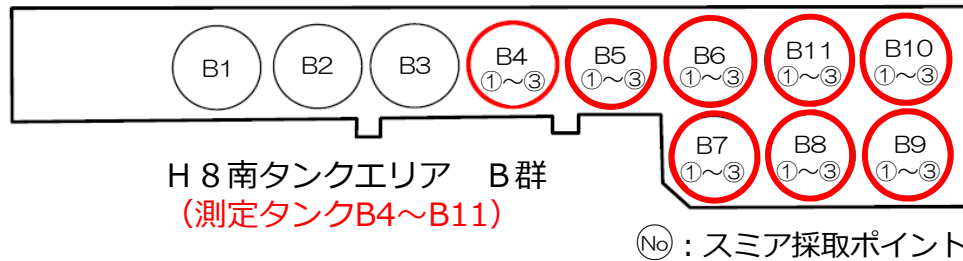 B1 B2 B3 B4 B5 B6 B11 B10
①～③ ①～③ ①～③ ①～③ ①～③
B7 B8 B9
①～③ ①～③ ①～③
H８南タンクエリア　B群
（測定タンクB4～B11）
No：スミア採取ポイント